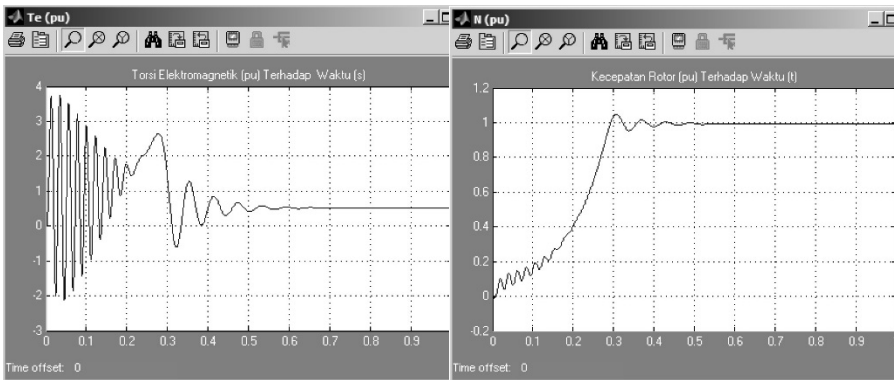 Te (pu)
Torsi Elektromagnetik (pu) Terhadap Waktu (s)
4
3
2
1
0
-1
-2
-3
0 0.1 0.2 0.3 0.4 0.5 0.6 0.7 0.8 0.9
Time offset: 0
N (pu)
Kecepatan Rotor (pu) Terhadap Waktu (t)
1.2
1
0.8
0.6
0.4
0.2
0
-0.2
0 0.1 0.2 0.3 0.4 0.5 0.6 0.7 0.8 0.9
Time offset: 0